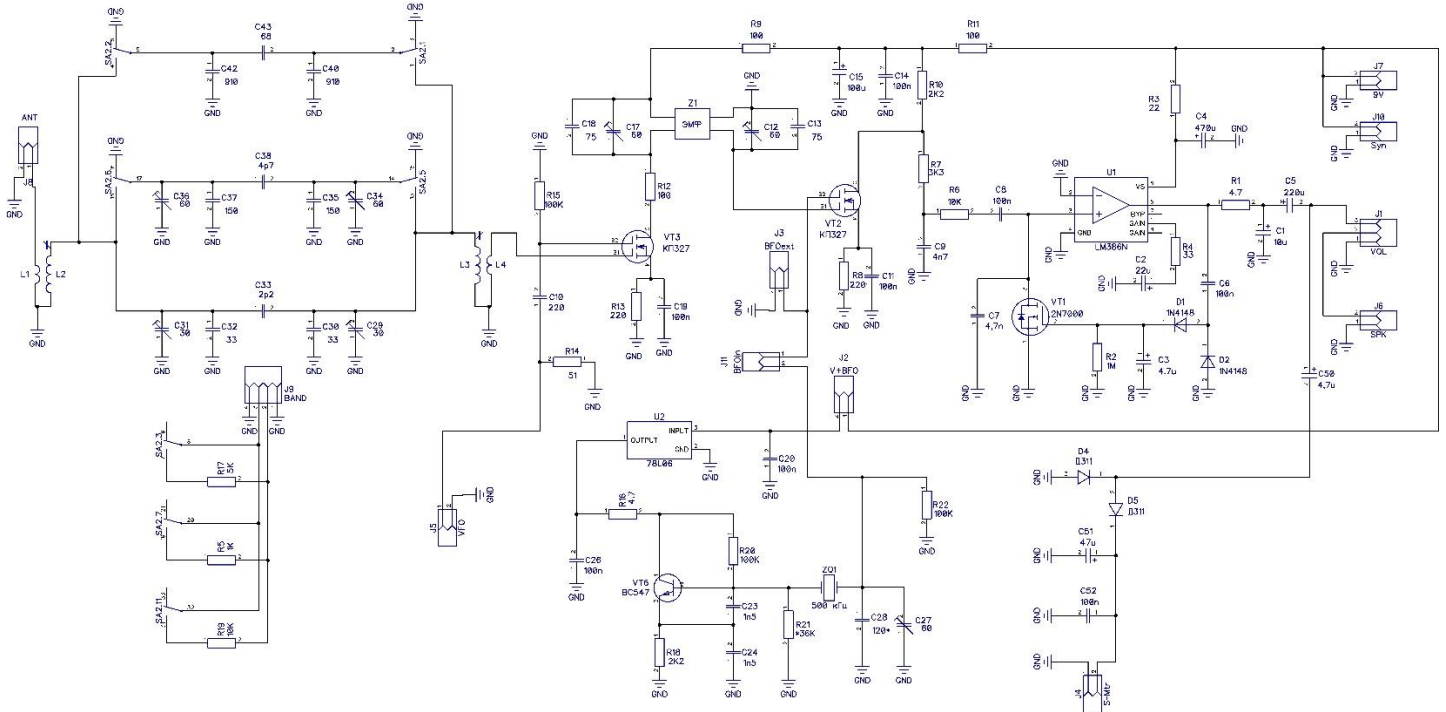 GND
SA2.2
5
4
C43
68
C42
910
C40
910
GND
GND
GND
SA2.1
ANT
J8
GND
GND
SA2.6
17
C38
4p7
C36
60
C37
150
C35
150
C34
60
GND
GND
GND
GND
GND
SA2.5
14
L1
L2
GND
C33
2p2
C31
30
C32
33
C30
33
C29
30
GND
GND
GND
GND
L3
L4
GND
J9
BAND
GND
GND
SA2.3
R17
5K
SA2.7
20
R5
1K
SA2.11
R19
10K
R9
100
R11
100
GND
R15
100K
C18
75
C17
60
Z1
ЭМФ
GND
C12
60
C13
75
C15
100u
C14
100n
GND
GND
R10
2K2
R12
100
VT3
КП327
R13
220
C19
100n
GND
GND
C10
220
R14
51
GND
VT2
КП327
R7
3K3
R8
220
C11
100n
GND
GND
J3
BFOext
GND
R6
10K
C8
100n
C9
4n7
GND
J11
BFOin
J2
V+BFO
U2
OUTPUT
INPUT
GND
78L06
GND
C20
100n
GND
J5
VFO
GND
R16
4.7
C26
100n
GND
VT6
BC547
R20
100K
C23
1n5
C24
1n5
R18
2K2
GND
GND
R21
*36K
GND
ZQ1
500 кГц
C28
120*
C27
60
GND
GND
R22
100K
GND
R3
22
C4
470u
GND
GND
U1
VS
BYP
GAIN
GAIN
GND
LM386N
GND
R4
33
C2
22u
GND
VT1
2N7000
C7
4,7n
GND
GND
R2
1M
GND
C3
4.7u
GND
D1
1N4148
D2
1N4148
GND
C6
100n
R1
4.7
C5
220u
C1
10u
GND
J7
9V
GND
J10
Syn
GND
J1
VOL
GND
J6
SPK
GND
C50
4,7u
D4
Д311
GND
D5
Д311
C51
47u
GND
C52
100n
GND
GND
J4
S-Mtr